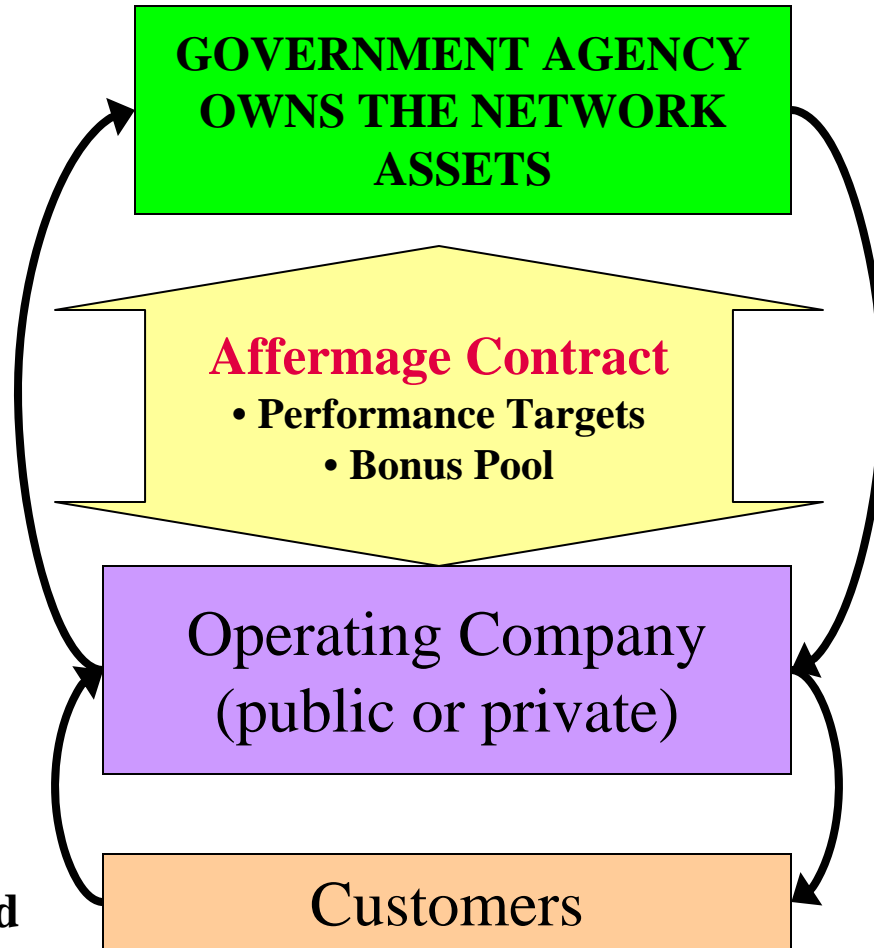 GOVERNMENT AGENCY
OWNS THE NETWORK
ASSETS
Affermage Contract
• Performance Targets
• Bonus Pool
Operating Company
(public or private)
Customers